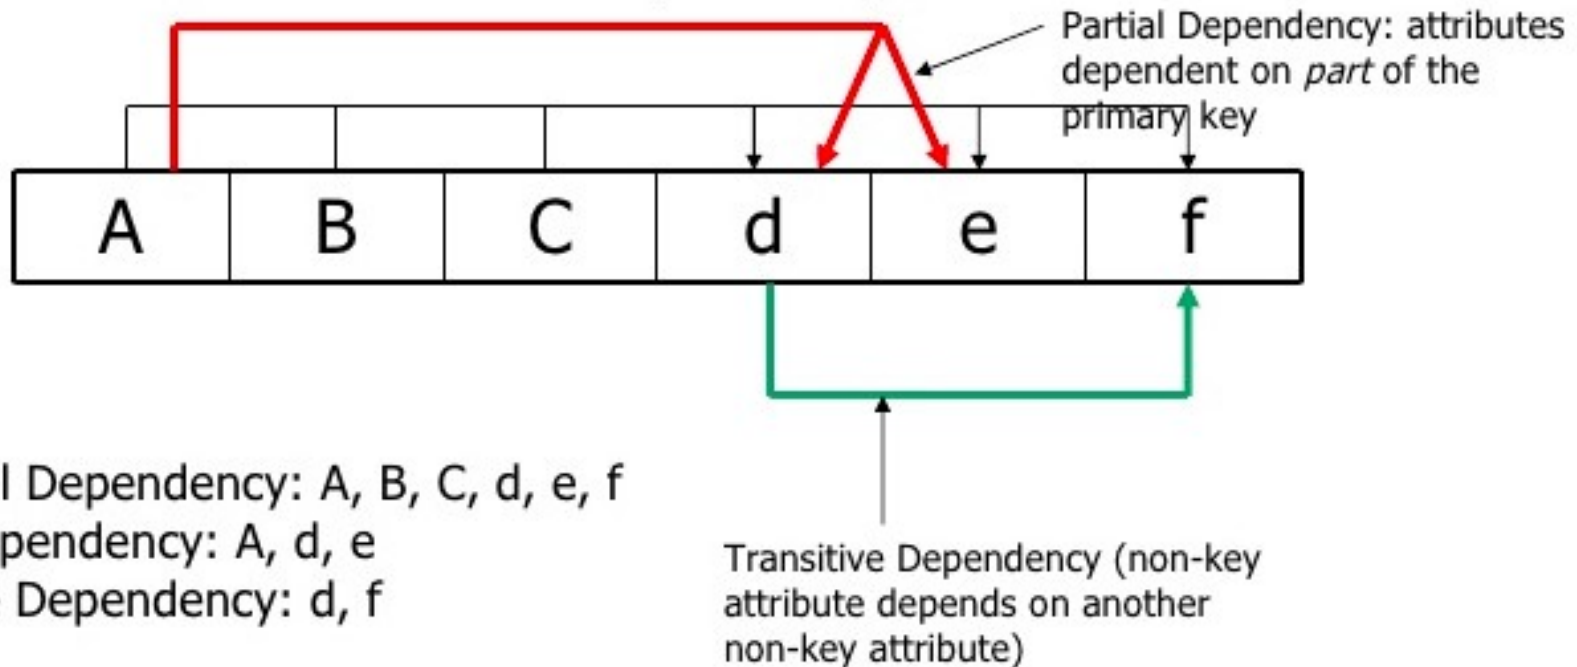 Partial Dependency: attributes
dependent on part of the
primary key
A B C d e f
l Dependency: A, B, C, d, e, f
pendency: A, d, e
Dependency: d, f
Transitive Dependency (non-key
attribute depends on another
non-key attribute)